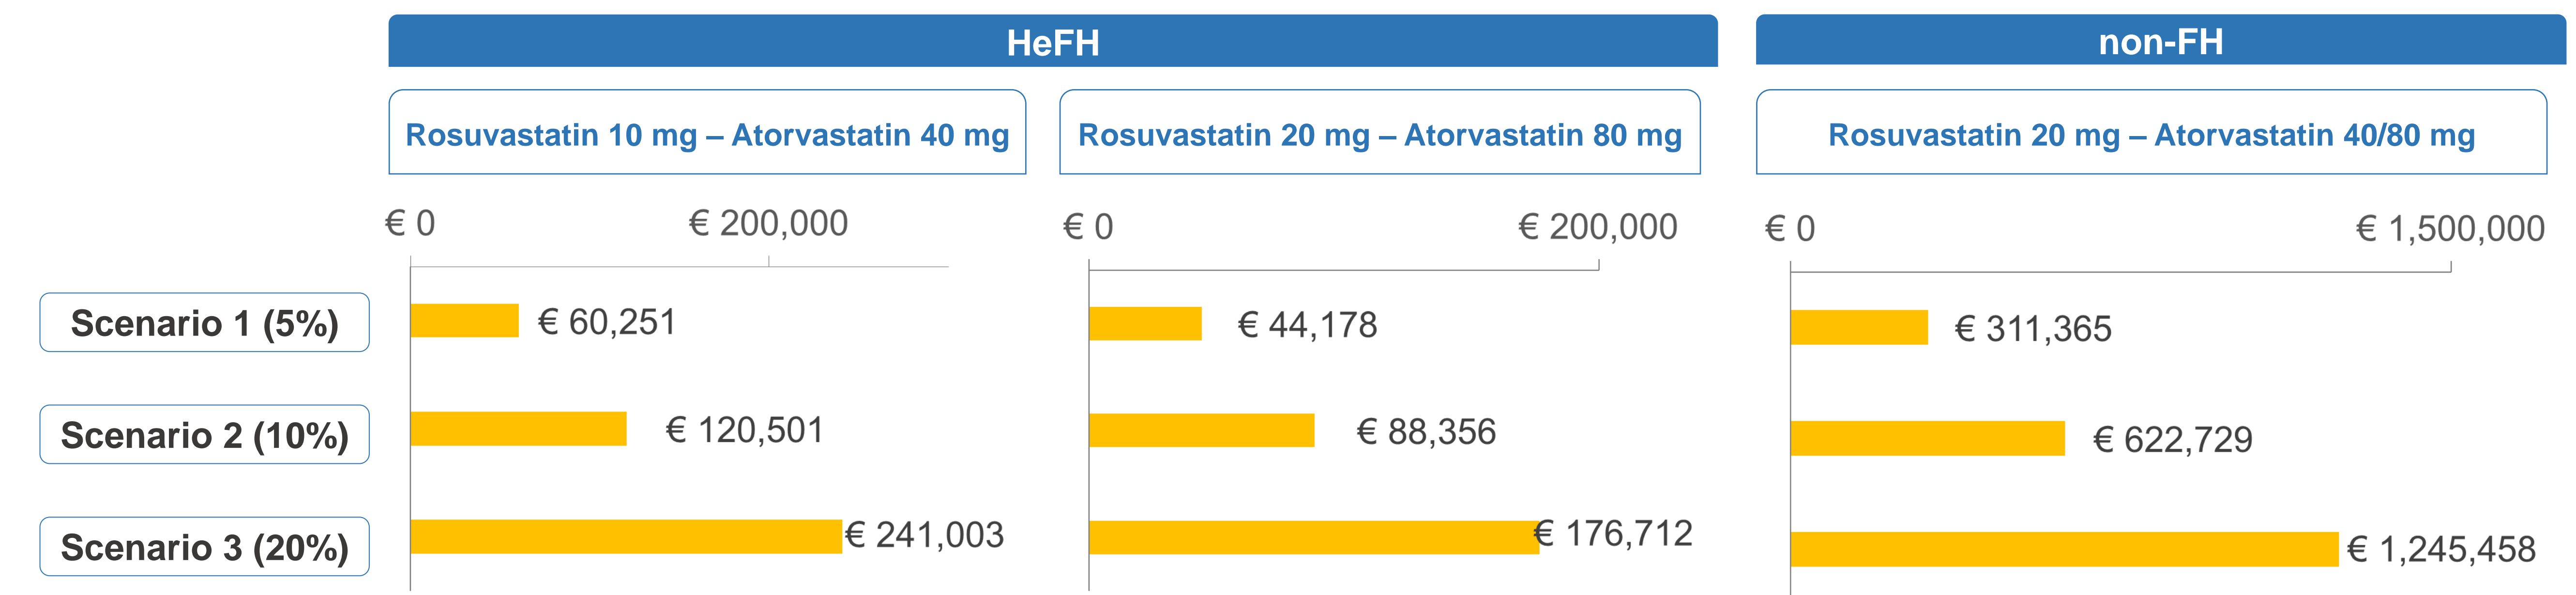 HeFH
non-FH
Rosuvastatin 10 mg – Atorvastatin 40 mg
Rosuvastatin 20 mg – Atorvastatin 80 mg
Rosuvastatin 20 mg – Atorvastatin 40/80 mg
€ 0
€ 200,000
€ 0
€ 200,000
€ 0
€ 1,500,000
Scenario 1 (5%)
€ 60,251
€ 44,178
€ 311,365
Scenario 2 (10%)
€ 120,501
€ 88,356
€ 622,729
Scenario 3 (20%)
€ 241,003
€ 176,712
€ 1,245,458